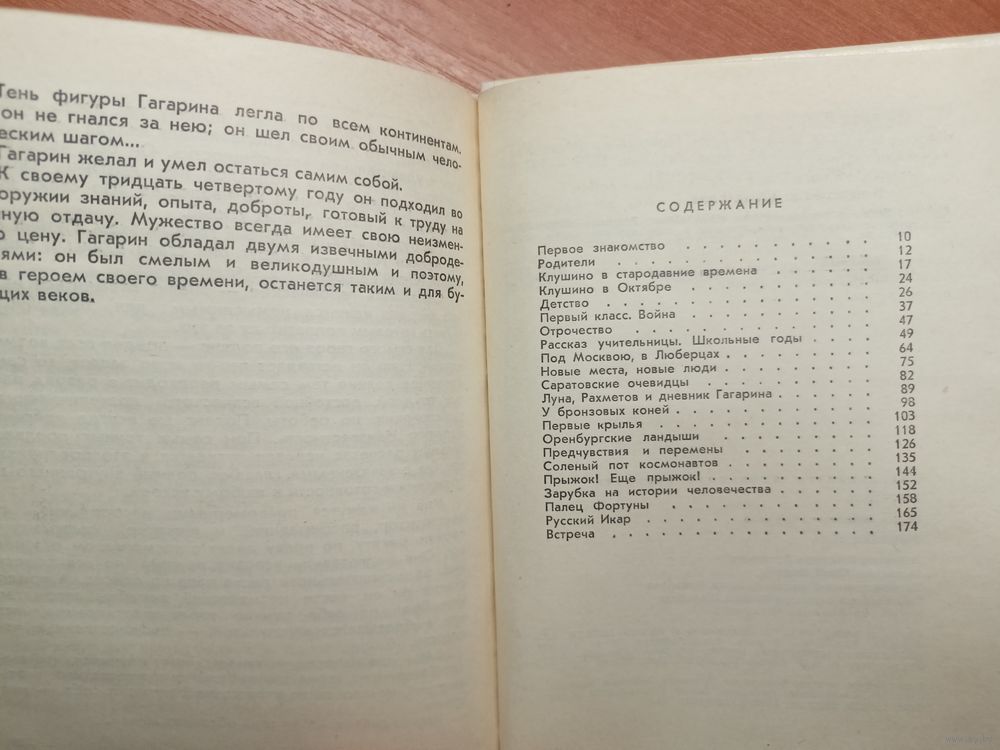 Тень фигуры Гагарина легла по всем континентам.
он не гнался за нею; он шел своим обычным чело-
еским шагом...
Гагарин желал и умел остаться самим собой.
К своему тридцать четвертому году он подходил во
оружии знаний, опыта, доброты, готовый к труду на
ную отдачу. Мужество всегда имеет свою неизмен-
ю цену. Гагарин обладал двумя извечными доброде-
ями: он был смелым и великодушным и поэтому,
в героем своего времени, останется таким и для бу-
щих веков.
СОДЕРЖАНИЕ
Первое знакомство . . . . . . . . . . 10
Родители . . . . . . . . . . 12
Клушино в стародавние времена . . . . . . 17
Клушино в Октябре . . . . . . . . . 24
Детство . . . . . . . . . . 26
Первый класс. Война . . . . . . . . . 37
Отрочество . . . . . . . . . . 47
Рассказ учительницы. Школьные годы . . . . 49
Под Москвою, в Люберцах . . . . . . . . 64
Новые места, новые люди . . . . . . . . 75
Саратовские очевидцы . . . . . . . . 82
Луна, Рахметов и дневник Гагарина . . . . . 89
У бронзовых коней . . . . . . . . . 98
Первые крылья . . . . . . . . . . 103
Оренбургские ландыши . . . . . . . . 118
Предчувствия и перемены . . . . . . . 126
Соленый пот космонавтов . . . . . . . . 135
Прыжок! Еще прыжок! . . . . . . . . 144
Зарубка на истории человечества . . . . . 152
Палец Фортуны . . . . . . . . . . 158
Русский Икар . . . . . . . . . . 165
Встреча . . . . . . . . . . 174